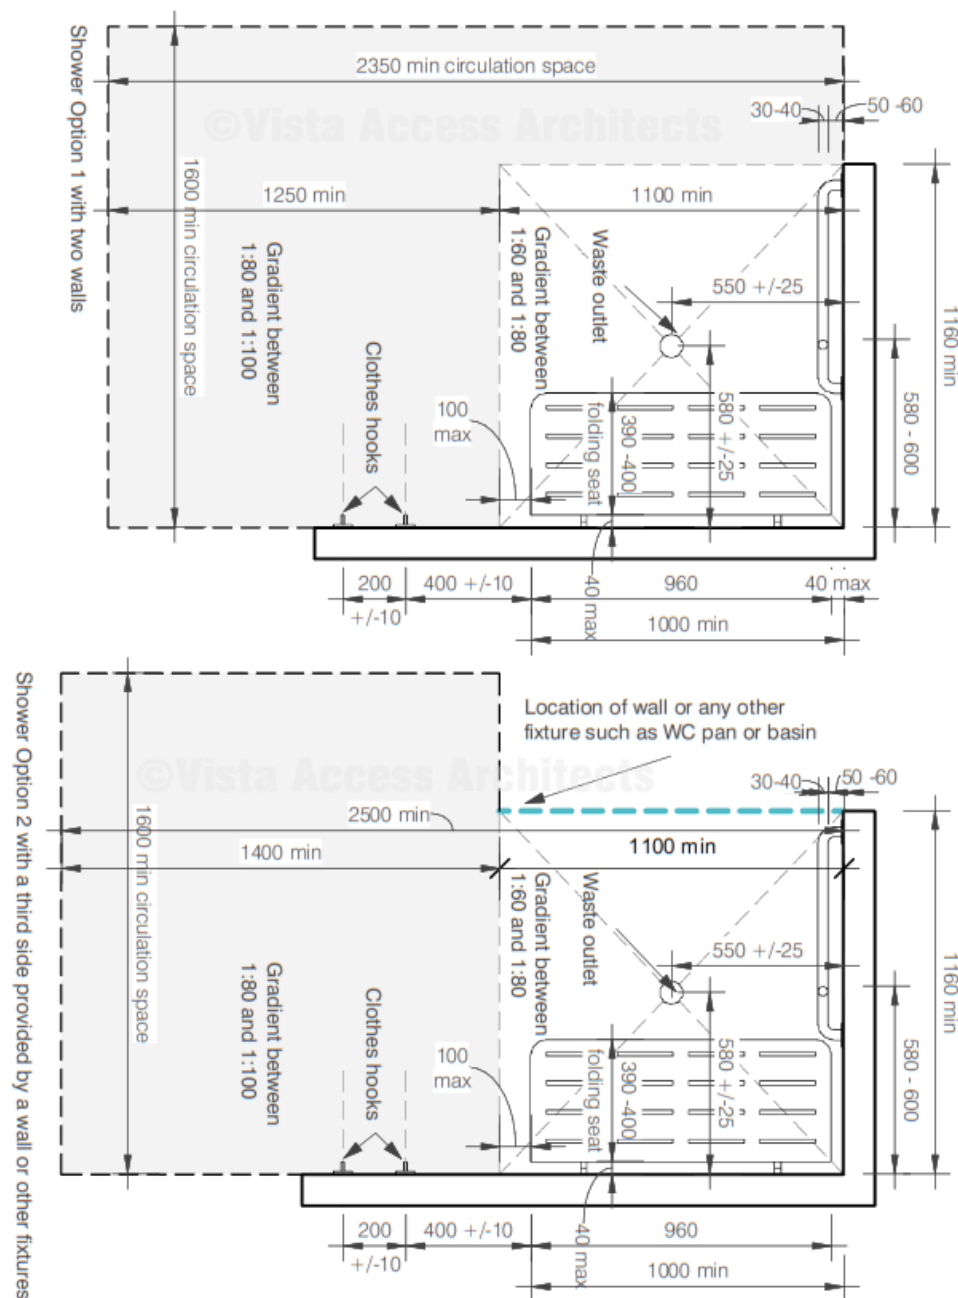 Shower Option 1 with two walls
2350 min circulation space
©Vista Access Architects
30-40
50 -60
1600 min circulation space
1250 min
1100 min
Gradient between
1:80 and 1:100
Gradient between
1:60 and 1:80
Waste outlet
550 +/-25
1160 min
Clothes hooks
100
max
folding seat
390 -400
580 +/-25
580 - 600
200
+/-10
400 +/-10
40 max
960
40 max
1000 min
Shower Option 2 with a third side provided by a wall or other fixtures
Location of wall or any other
fixture such as WC pan or basin
©Vista Access Architects
30-40
50 -60
1600 min circulation space
2500 min
1400 min
1100 min
Gradient between
1:80 and 1:100
Gradient between
1:60 and 1:80
Waste outlet
550 +/-25
1160 min
Clothes hooks
100
max
folding seat
390 -400
580 +/-25
580 - 600
200
+/-10
400 +/-10
40 max
960
1000 min